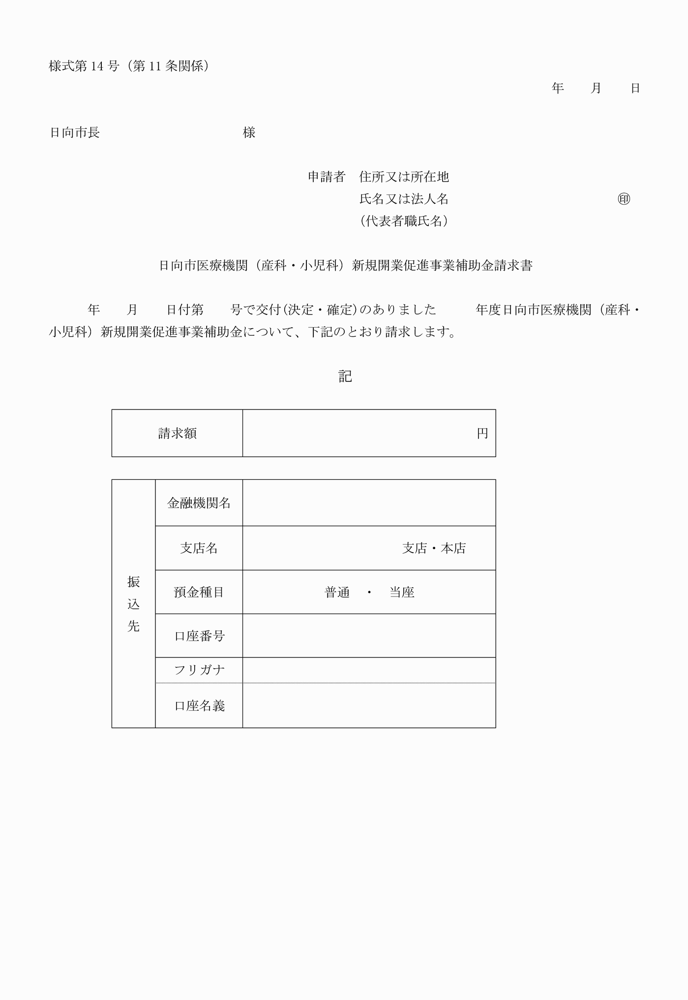 様式第 14 号（第 11 条関係）
年　　月　　日
日向市長　　　　　　　　　　　様
申請者　住所又は所在地
氏名又は法人名　　　　　　　　　　　　　㊞
（代表者職氏名）
日向市医療機関（産科・小児科）新規開業促進事業補助金請求書
年　　月　　日付第　　号で交付(決定・確定)のありました　　　年度日向市医療機関（産科・
小児科）新規開業促進事業補助金について、下記のとおり請求します。
記
請求額　　　　円
振込先
金融機関名
支店名　　　　支店・本店
預金種目　　　　普通　・　当座
口座番号
フリガナ
口座名義